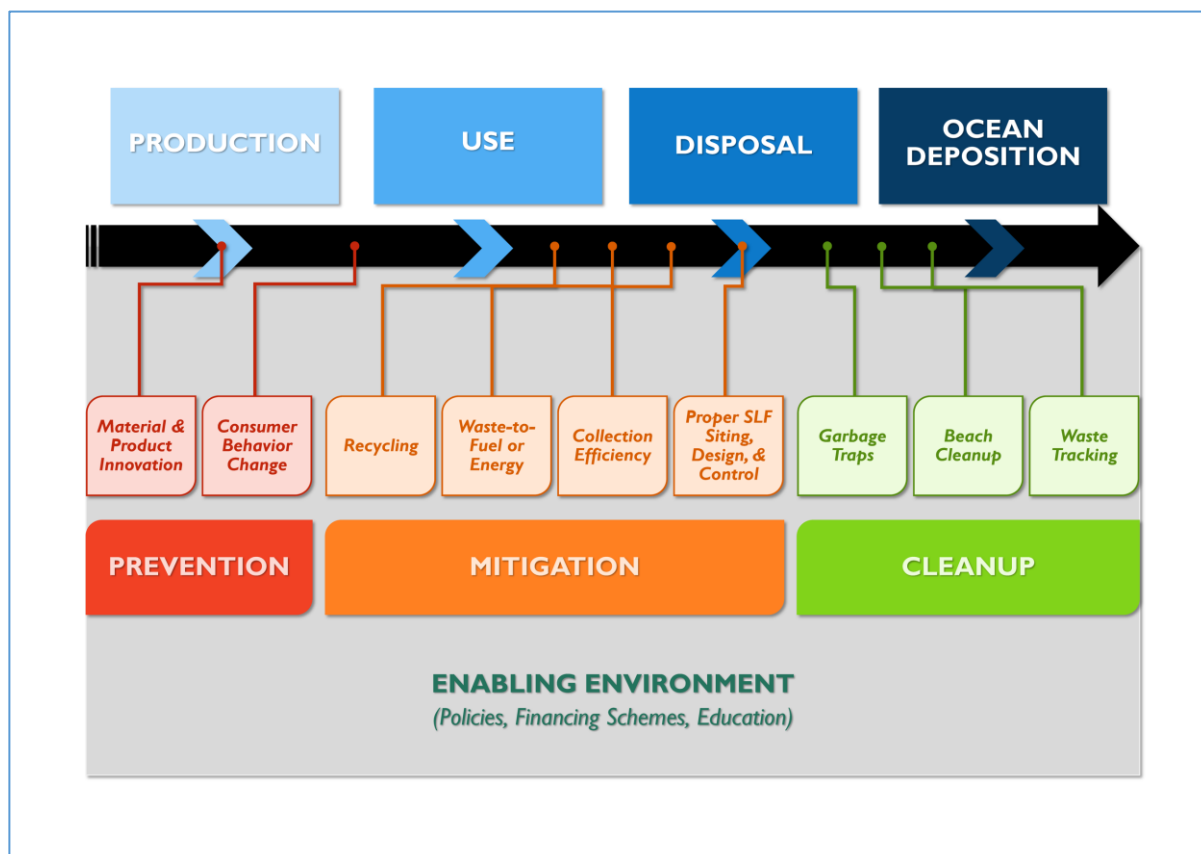 PRODUCTION
USE
DISPOSAL
OCEAN
DEPOSITION
Material &
Product
Innovation
Consumer
Behavior
Change
Recycling
Waste-to-
Fuel or
Energy
Collection
Efficiency
Proper SLF
Siting,
Design, &
Control
Garbage
Traps
Beach
Cleanup
Waste
Tracking
PREVENTION
MITIGATION
CLEANUP
ENABLING ENVIRONMENT
(Policies, Financing Schemes, Education)